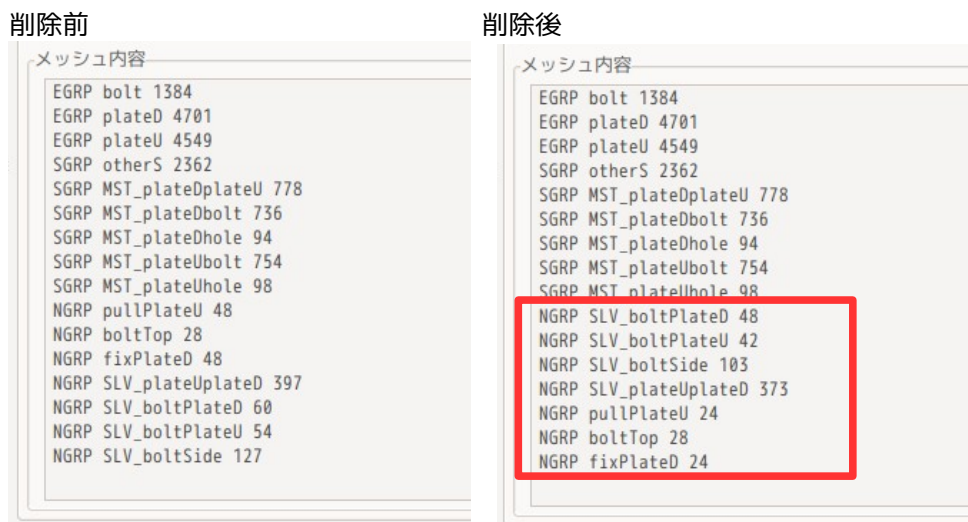 削除前
メッシュ内容
EGRP bolt 1384
EGRP plateD 4701
EGRP plateU 4549
SGRP otherS 2362
SGRP MST_plateDplateU 778
SGRP MST_plateDbolt 736
SGRP MST_plateDhole 94
SGRP MST_plateUbolt 754
SGRP MST_plateUhole 98
NGRP pullPlateU 48
NGRP boltTop 28
NGRP fixPlateD 48
NGRP SLV_plateUplateD 397
NGRP SLV_boltPlateD 60
NGRP SLV_boltPlateU 54
NGRP SLV_boltSide 127
削除後
メッシュ内容
EGRP bolt 1384
EGRP plateD 4701
EGRP plateU 4549
SGRP otherS 2362
SGRP MST_plateDplateU 778
SGRP MST_plateDbolt 736
SGRP MST_plateDhole 94
SGRP MST_plateUbolt 754
SGRP MST_plateUhole 98
NGRP SLV_boltPlateD 48
NGRP SLV_boltPlateU 42
NGRP SLV_boltSide 103
NGRP SLV_plateUplateD 373
NGRP pullPlateU 24
NGRP boltTop 28
NGRP fixPlateD 24